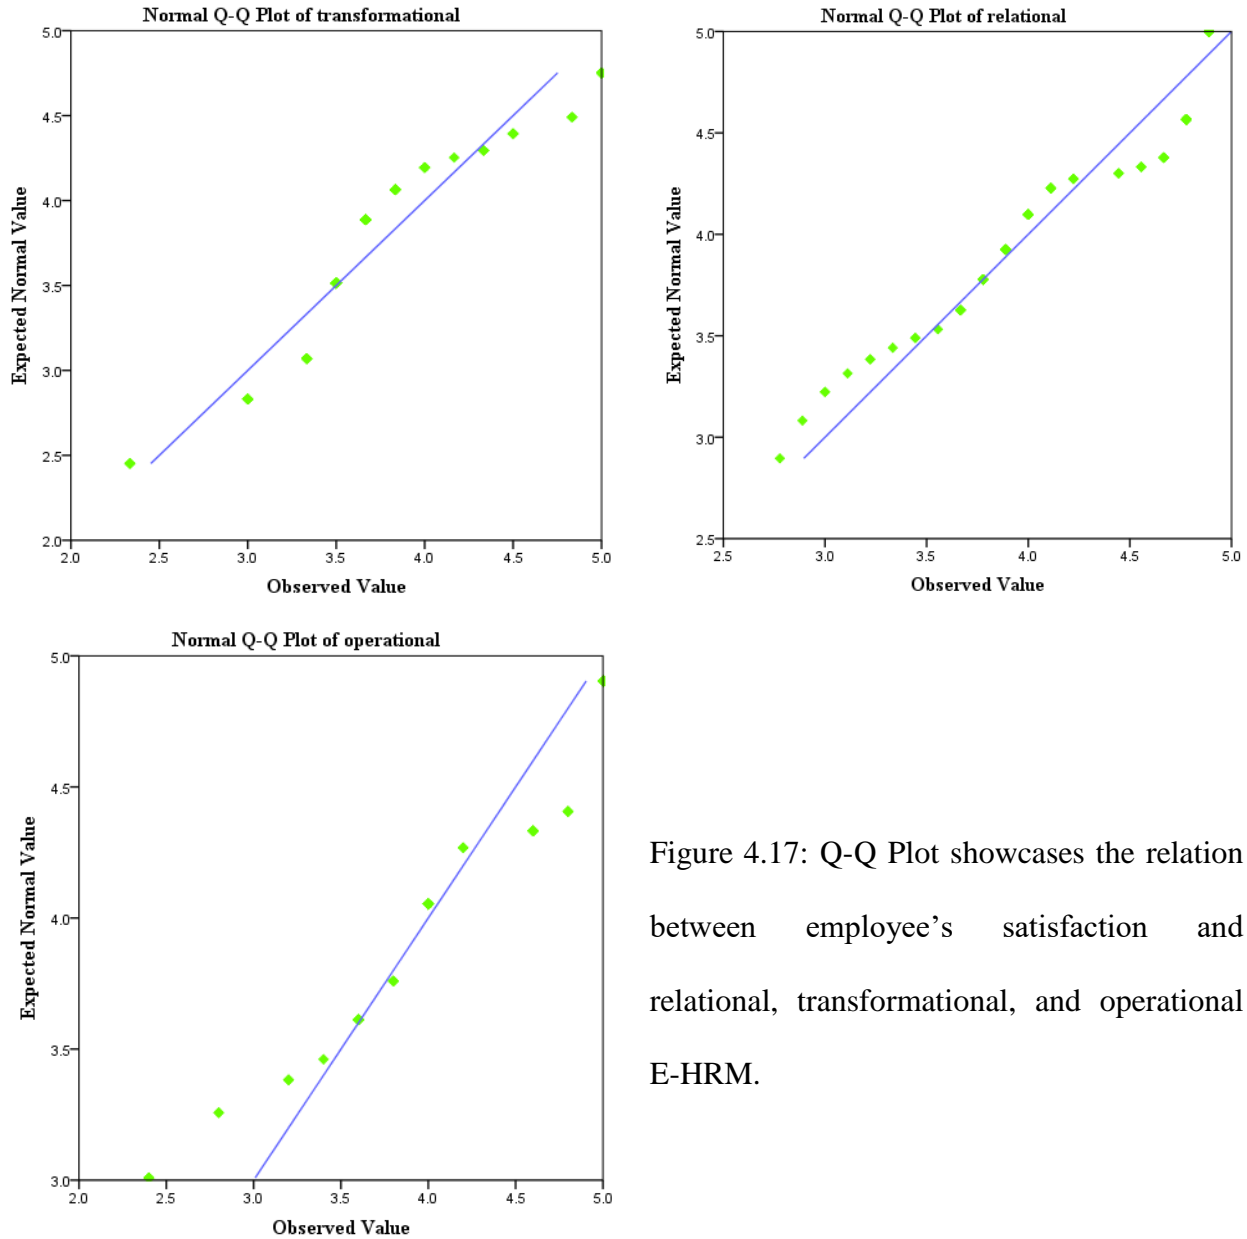 Normal Q-Q Plot of transformational
5.0
4.5
4.0
3.5
3.0
2.5
2.0
Expected Normal Value
2.0 2.5 3.0 3.5 4.0 4.5 5.0
Observed Value
Normal Q-Q Plot of relational
5.0
4.5
4.0
3.5
3.0
2.5
Expected Normal Value
2.5 3.0 3.5 4.0 4.5 5.0
Observed Value
Normal Q-Q Plot of operational
5.0
4.5
4.0
3.5
3.0
Expected Normal Value
2.0 2.5 3.0 3.5 4.0 4.5 5.0
Observed Value
Figure 4.17: Q-Q Plot showcases the relation
between employee’s satisfaction and
relational, transformational, and operational
E-HRM.